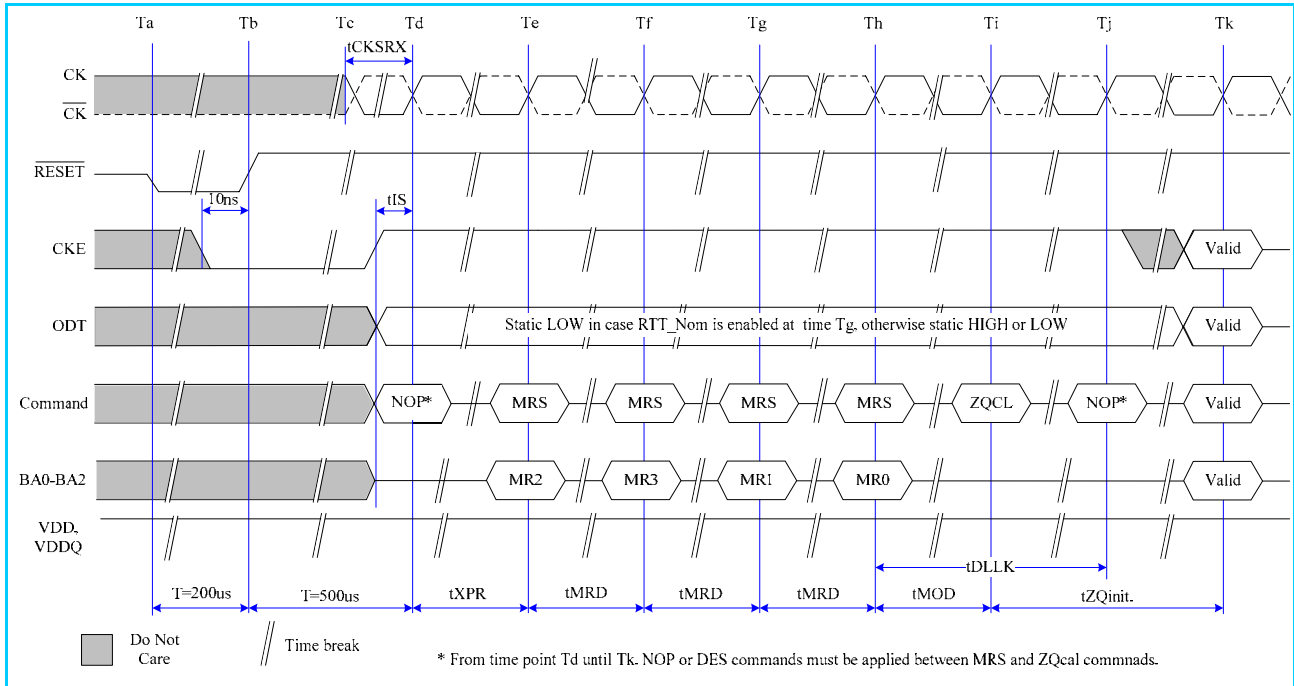 Ta Tb Tc Td Te Tf Tg Th Ti Tj Tk
tCKSRX
CK
CK
RESET
10ns
tIS
CKE
Valid
ODT
Static LOW in case RTT_Nom is enabled at time Tg, otherwise static HIGH or LOW
Valid
Command
NOP* MRS MRS MRS MRS ZQCL NOP* Valid
BA0-BA2
MR2 MR3 MR1 MR0 Valid
VDD,
VDDQ
tDLLK
T=200us T=500us tXPR tMRD tMRD tMRD tMOD tZQinit.
Do Not
Care
Time break
* From time point Td until Tk. NOP or DES commands must be applied between MRS and ZQcal commnads.